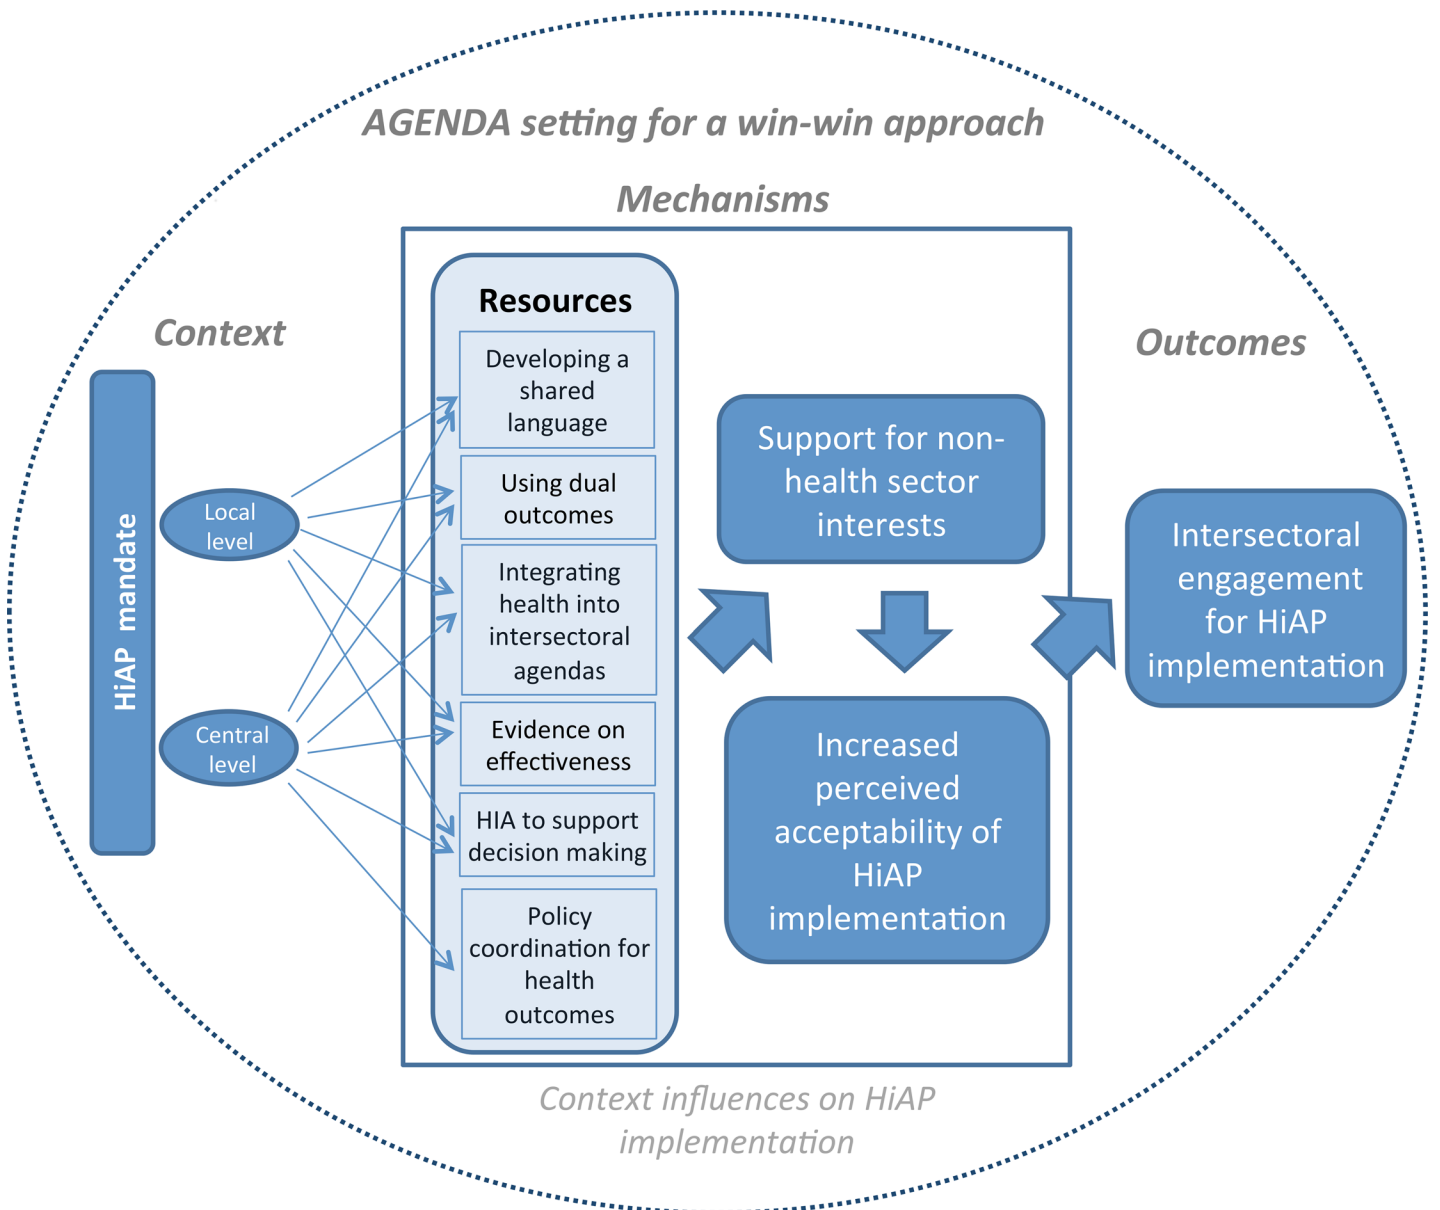 AGENDA setting for a win-win approach
Mechanisms
Context
HiAP mandate
Local
level
Central
level
Resources
Developing a
shared
language
Using dual
outcomes
Integrating
health into
intersectoral
agendas
Evidence on
effectiveness
HIA to support
decision making
Policy
coordination for
health
outcomes
Support for non-
health sector
interests
Increased
perceived
acceptability of
HiAP
implementation
Outcomes
Intersectoral
engagement
for HiAP
implementation
Context influences on HiAP
implementation